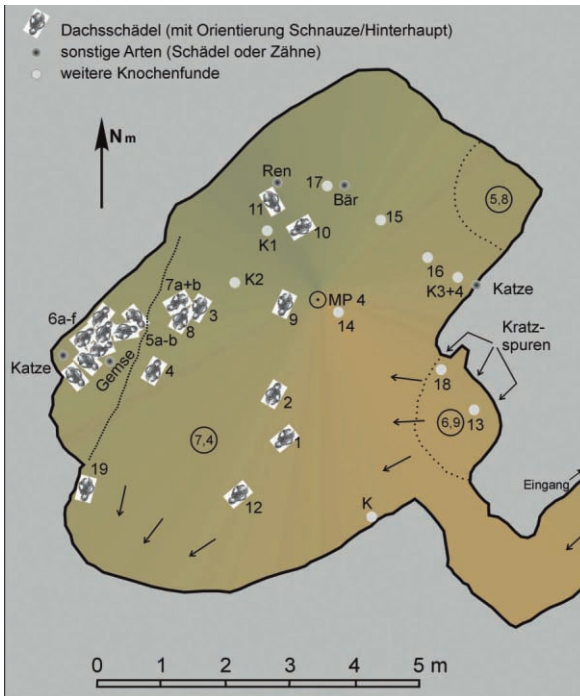 Dachsschädel (mit Orientierung Schnauze/Hinterhaupt)
sonstige Arten (Schädel oder Zähne)
weitere Knochenfunde
Nm
Ren
17
Bär
11
10
15
5,8
K1
16
7a+b
K2
K3+4
MP 4
Katze
6a-f
3
9
14
8
5a-b
Kratz-
spuren
Katze
Gemse
4
18
2
13
6,9
7,4
1
19
Eingang
12
K
0 1 2 3 4 5 m